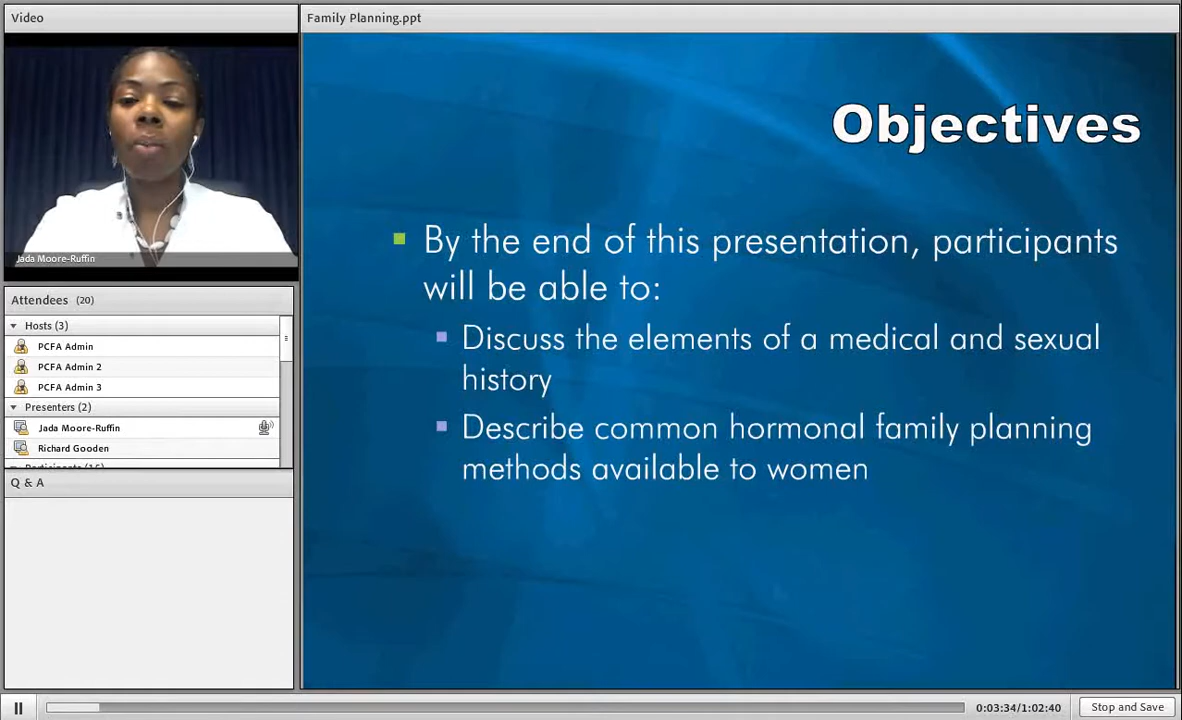 Video
Family Planning.ppt
Jada Moore-Ruffin
Attendees (20)
Hosts (3)
PCFA Admin
PCFA Admin 2
PCFA Admin 3
Presenters (2)
Jada Moore-Ruffin
Richard Gooden
Q & A
Objectives
By the end of this presentation, participants
will be able to:
Discuss the elements of a medical and sexual
history
Describe common hormonal family planning
methods available to women
0:03:34/1:02:40
Stop and Save